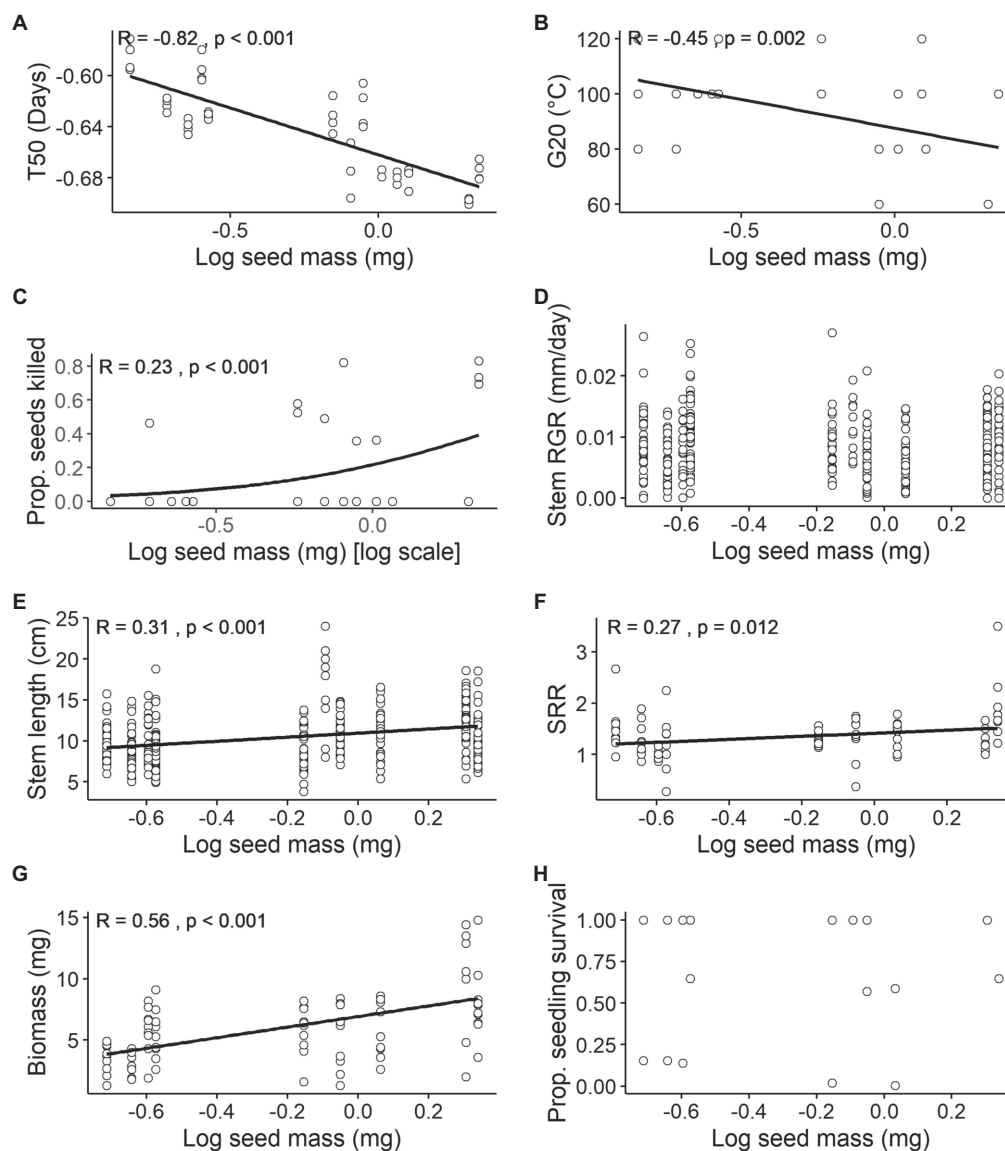 A
R = -0.82 , p < 0.001
-0.60
-0.64
-0.68
T50 (Days)
-0.5
0.0
Log seed mass (mg)
B
R = -0.45 , p = 0.002
120
100
80
60
G20 (°C)
-0.5
0.0
Log seed mass (mg)
C
R = 0.23 , p < 0.001
0.8
0.6
0.4
0.2
0.0
Prop. seeds killed
-0.5
0.0
Log seed mass (mg) [log scale]
D
0.02
0.01
0.00
Stem RGR (mm/day)
-0.6
-0.4
-0.2
0.0
0.2
Log seed mass (mg)
E
R = 0.31 , p < 0.001
25
20
15
10
5
Stem length (cm)
-0.6
-0.4
-0.2
0.0
0.2
Log seed mass (mg)
F
R = 0.27 , p = 0.012
3
2
1
SRR
-0.6
-0.4
-0.2
0.0
0.2
Log seed mass (mg)
G
R = 0.56 , p < 0.001
15
10
5
Biomass (mg)
-0.6
-0.4
-0.2
0.0
0.2
Log seed mass (mg)
H
1.00
0.75
0.50
0.25
0.00
Prop. seedling survival
-0.6
-0.4
-0.2
0.0
0.2
Log seed mass (mg)